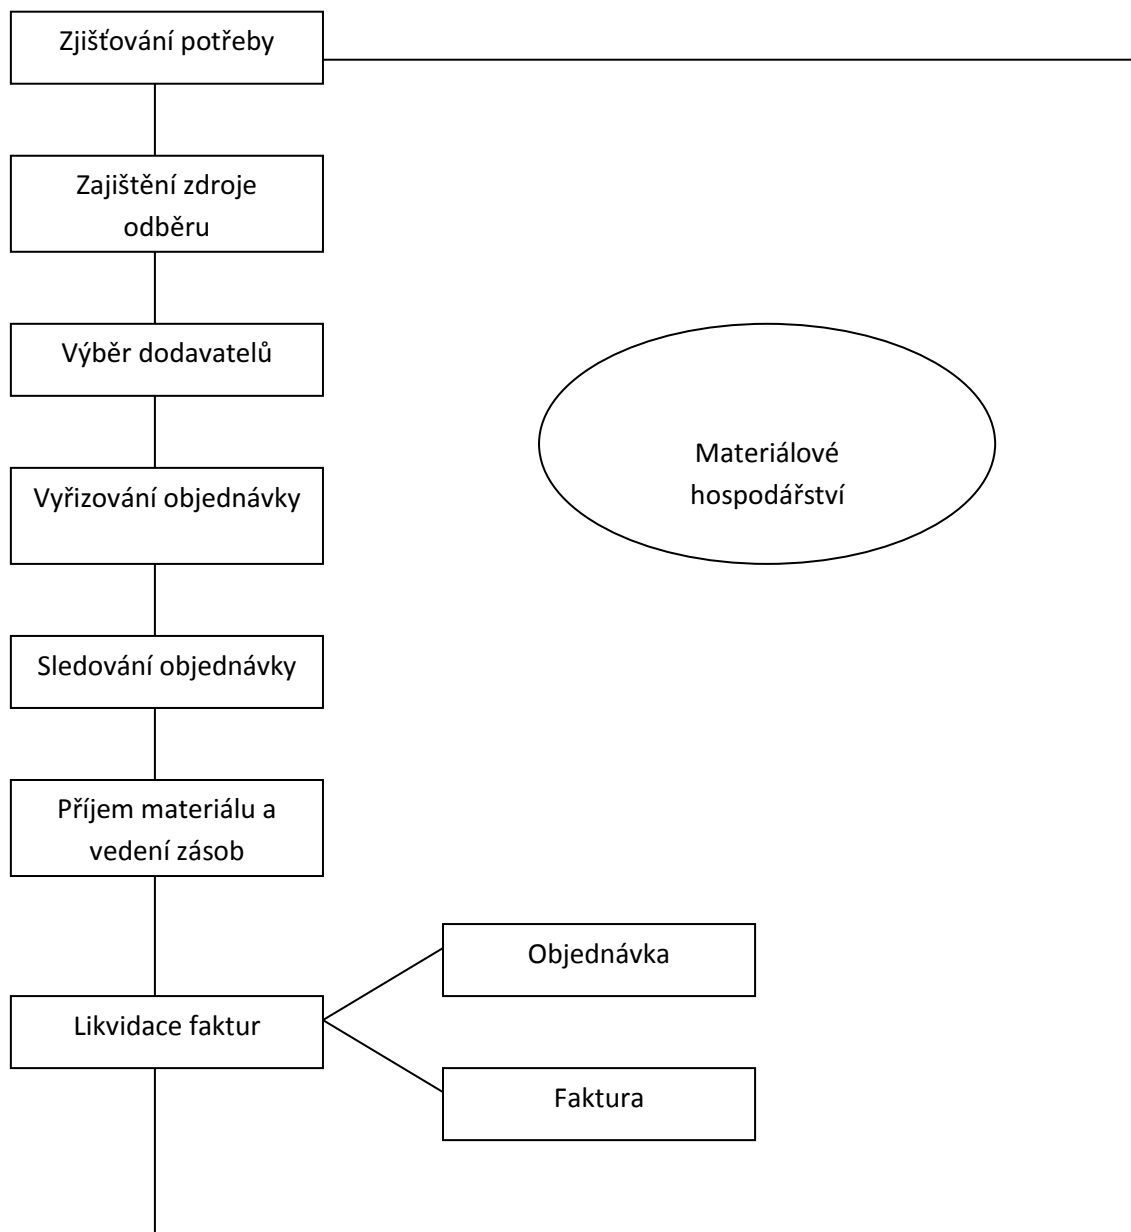 Zjišťování potřeby
Zajištění zdroje
odběru
Výběr dodavatelů
Materiálové
hospodářství
Vyřizování objednávky
Sledování objednávky
Příjem materiálu a
vedení zásob
Objednávka
Likvidace faktur
Faktura